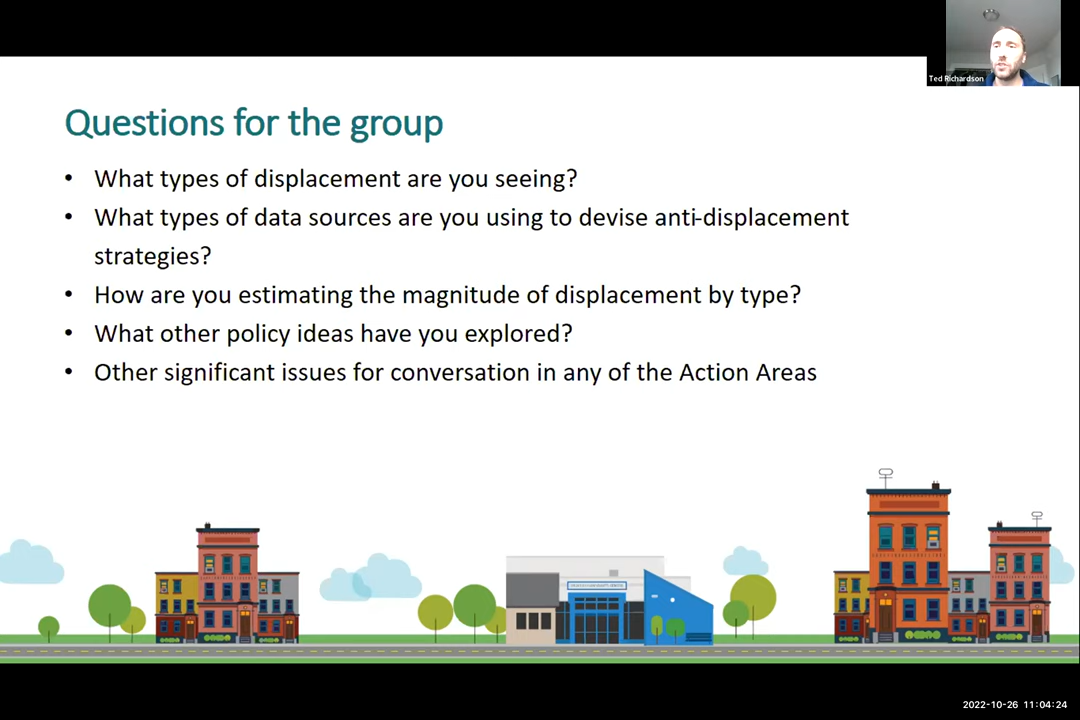 Ted Richardson
Questions for the group
• What types of displacement are you seeing?
• What types of data sources are you using to devise anti-displacement
strategies?
• How are you estimating the magnitude of displacement by type?
• What other policy ideas have you explored?
• Other significant issues for conversation in any of the Action Areas
2022-10-26 11:04:24